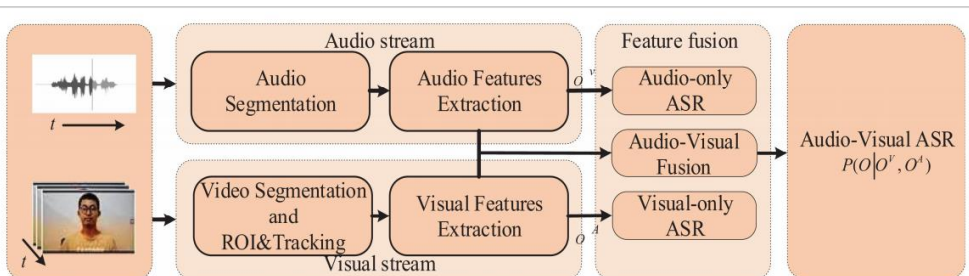 t
t
Audio stream
Audio
Segmentation
Audio Features
Extraction
O^v
Video Segmentation
and
ROI&Tracking
Visual Features
Extraction
O^A
Visual stream
Feature fusion
Audio-only
ASR
Audio-Visual
Fusion
Visual-only
ASR
Audio-Visual ASR
P(O|O^V, O^A)